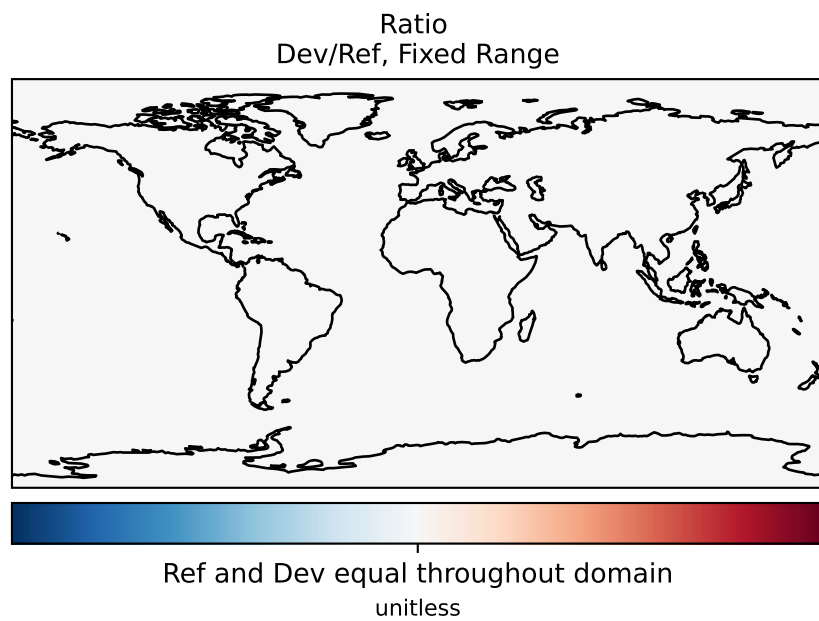 Ratio
Dev/Ref, Fixed Range
Ref and Dev equal throughout domain
unitless